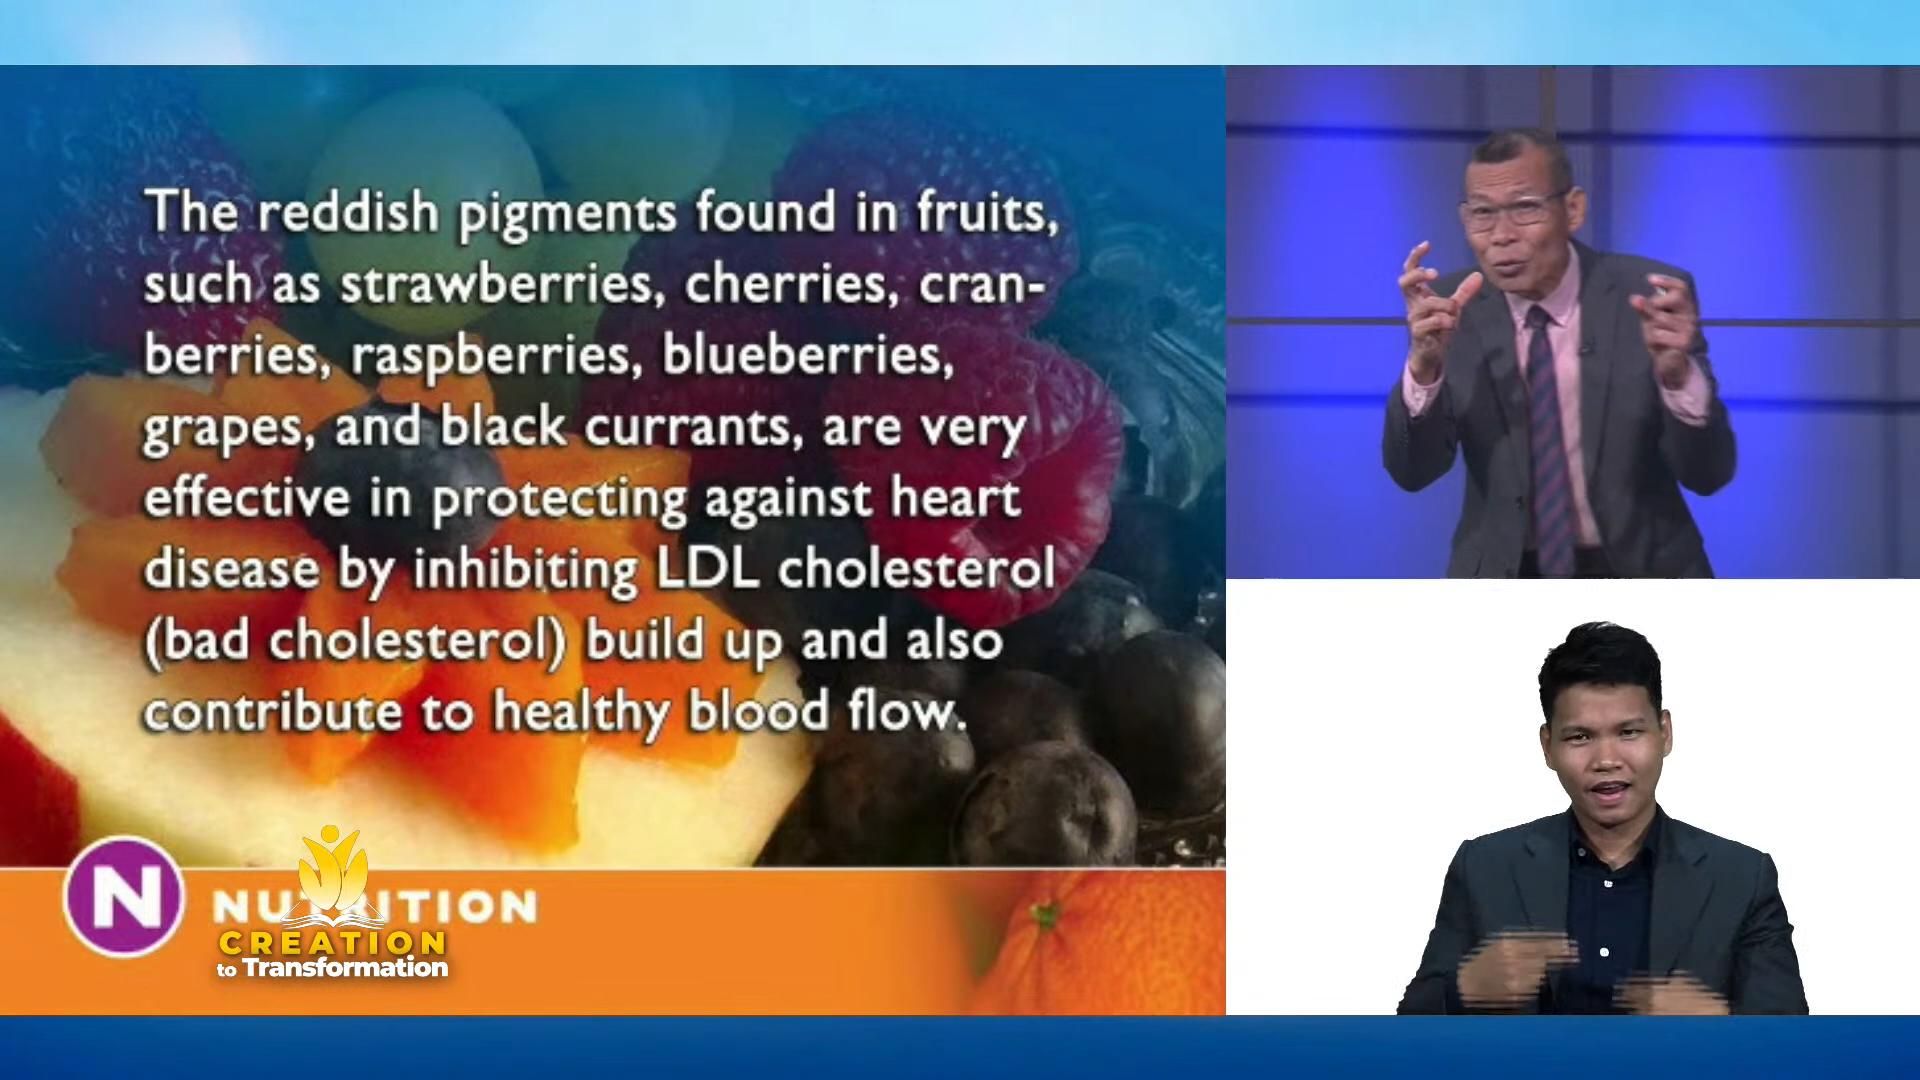 The reddish pigments found in fruits,
such as strawberries, cherries, cran-
berries, raspberries, blueberries,
grapes, and black currants, are very
effective in protecting against heart
disease by inhibiting LDL cholesterol
(bad cholesterol) build up and also
contribute to healthy blood flow.
N NUTRITION
CREATION
to Transformation